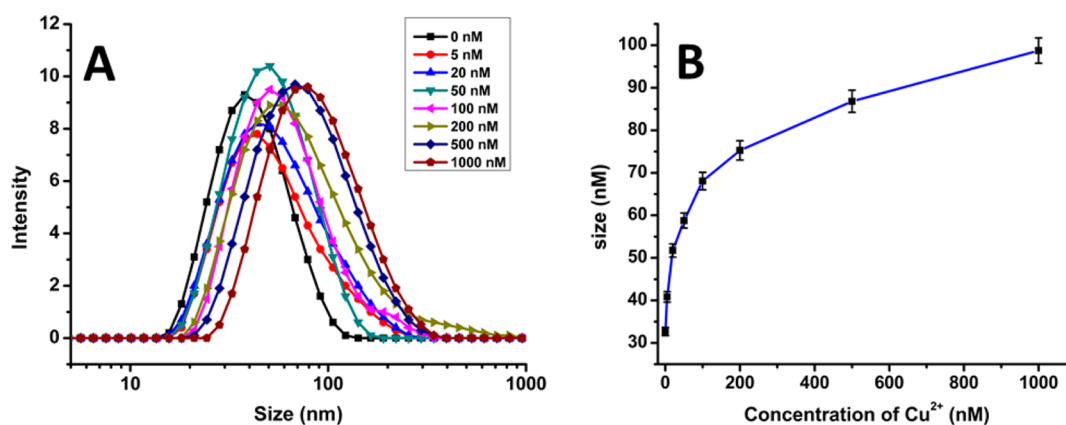 A
12
10
8
6
4
2
0
Intensity
10
100
1000
Size (nm)
0 nM
5 nM
20 nM
50 nM
100 nM
200 nM
500 nM
1000 nM
B
100
90
80
70
60
50
40
30
size (nM)
0
200
400
600
800
1000
Concentration of Cu²⁺ (nM)